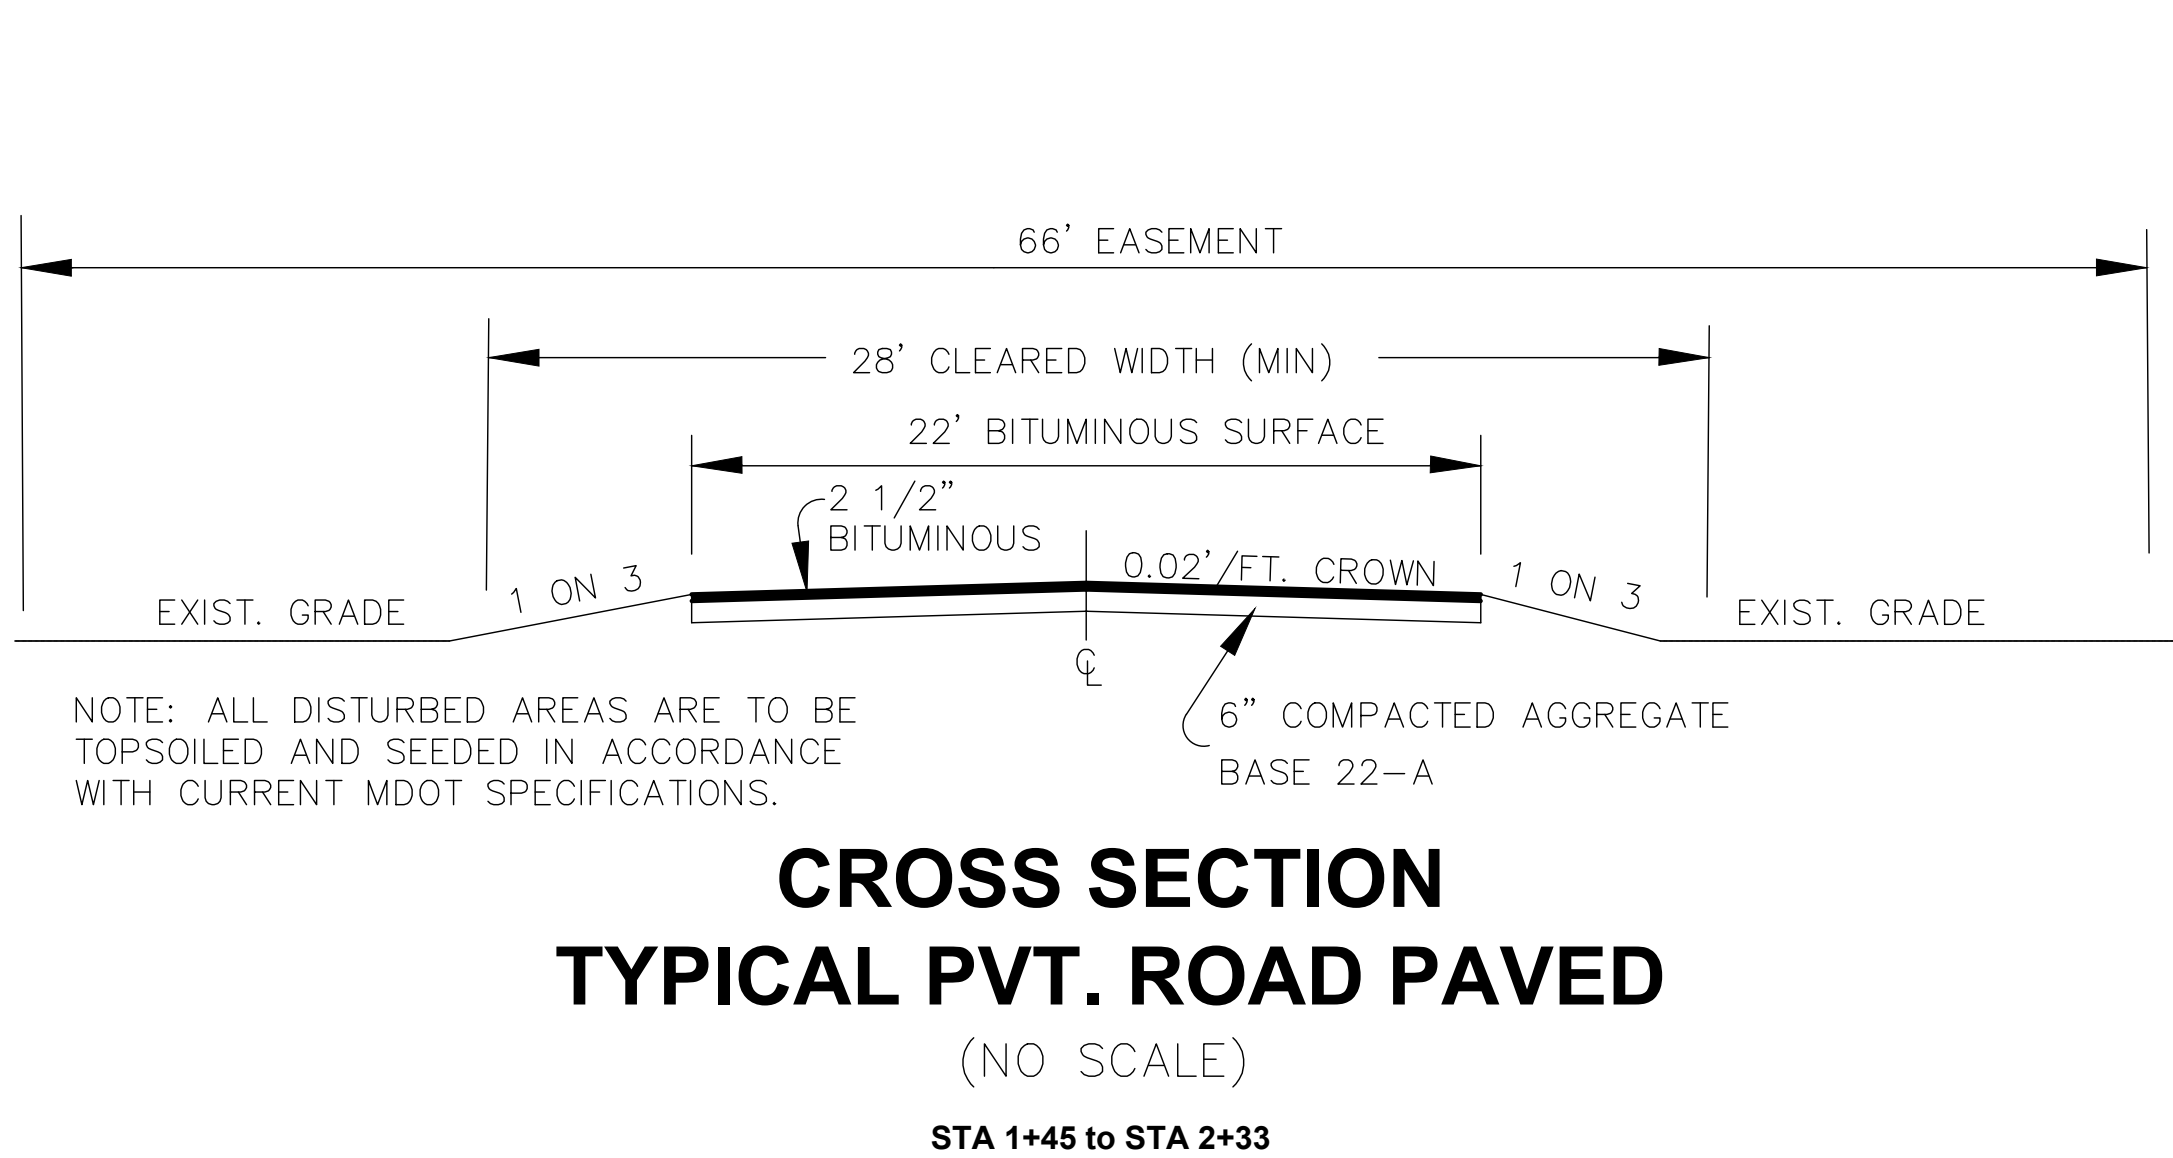 66' EASEMENT
28' CLEARED WIDTH (MIN)
22' BITUMINOUS SURFACE
2 1/2"
BITUMINOUS
0.02'/FT. CROWN
1 ON 3
1 ON 3
EXIST. GRADE
EXIST. GRADE
℄
NOTE: ALL DISTURBED AREAS ARE TO BE
TOPSOILED AND SEEDED IN ACCORDANCE
WITH CURRENT MDOT SPECIFICATIONS.
6" COMPACTED AGGREGATE
BASE 22-A
CROSS SECTION
TYPICAL PVT. ROAD PAVED
(NO SCALE)
STA 1+45 to STA 2+33